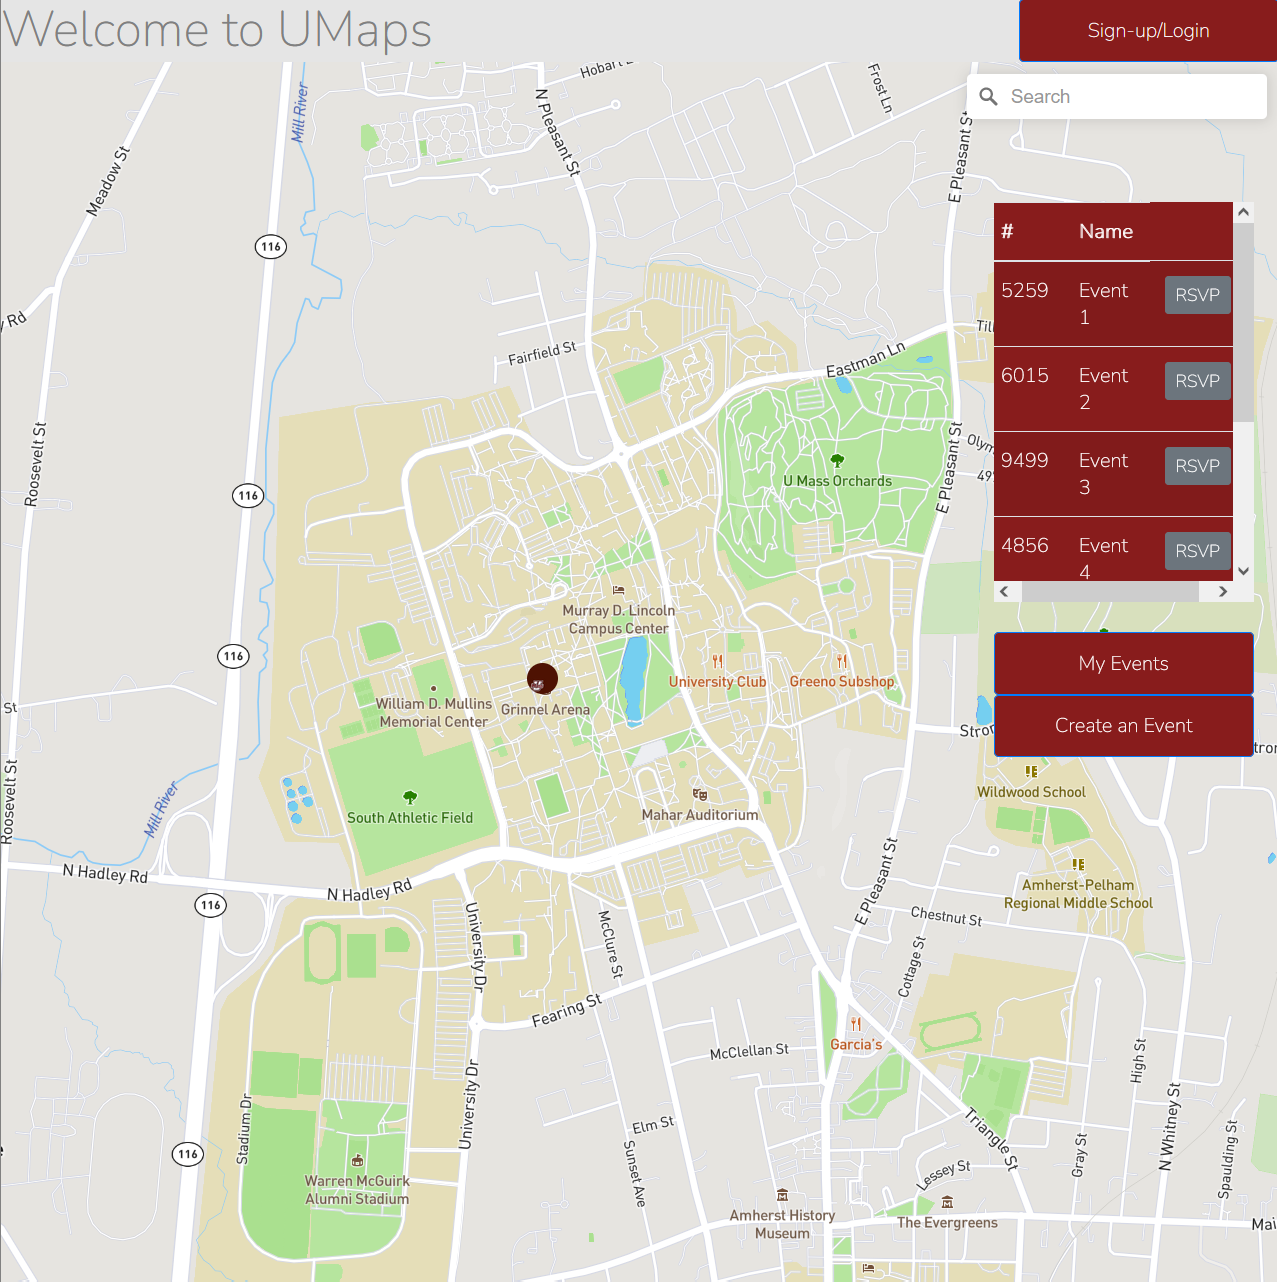 Welcome to UMaps
Sign-up/Login
Search
Hobart
Frost Ln
Mill River
N Pleasant St
E Pleasant St
Meadow St
116
# Name
5259 Event 1 RSVP
6015 Event 2 RSVP
9499 Event 3 RSVP
4856 Event 4 RSVP
Rd
Fairfield St
Eastman Ln
Roosevelt St
E Pleasant St
U Mass Orchards
116
Murray D. Lincoln
Campus Center
116
My Events
University Club
Greeno Subshop
William D. Mullins
Memorial Center
Grinnel Arena
St
Create an Event
Roosevelt St
Mill River
Wildwood School
South Athletic Field
Mahar Auditorium
N Hadley Rd
N Hadley Rd
116
E Pleasant St
Amherst-Pelham
Regional Middle School
Chestnut St
University Dr
McClure St
Cottage St
Fearing St
Garcia's
McClellan St
High St
University Dr
Stadium Dr
N Whitney St
Elm St
Triangle St
116
Sunset Ave
Gray St
Spaulding St
Lessey St
Warren McGuirk
Alumni Stadium
Amherst History
Museum
The Evergreens